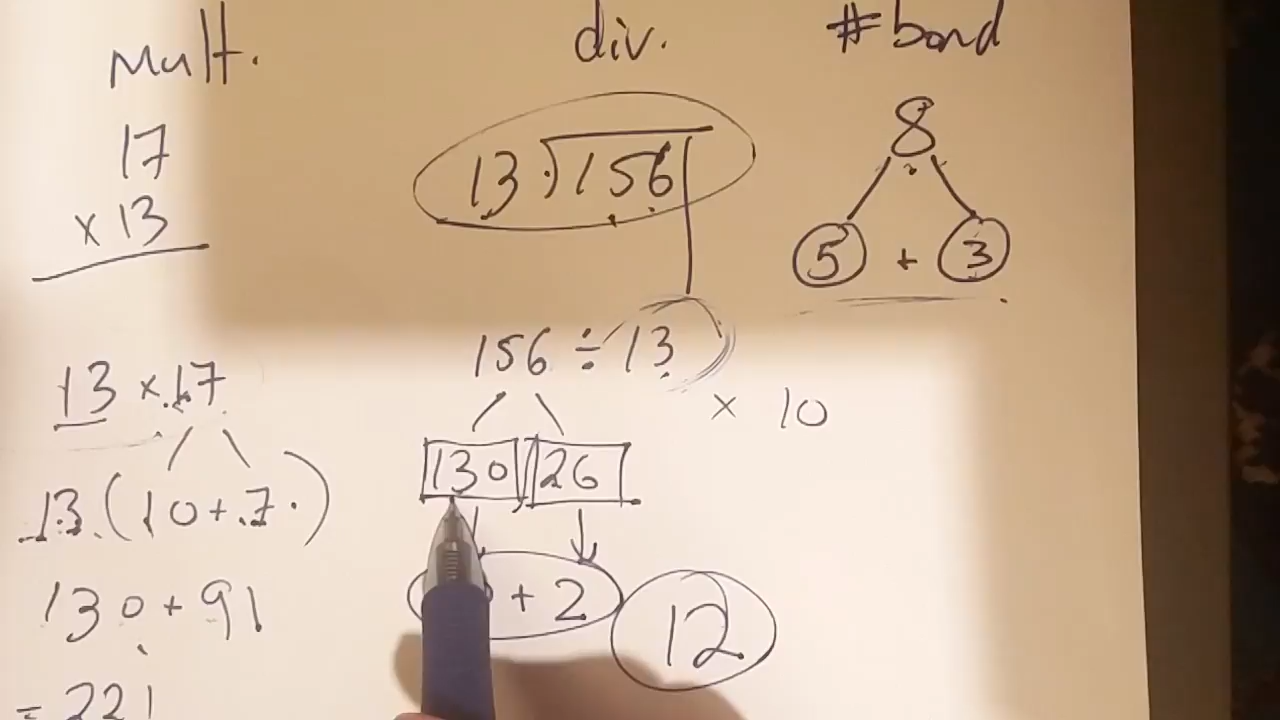 Mult.
17
x 13
13 x 17
13 (10 + 7)
130 + 91
= 221
div.
13)156
156 ÷ 13
x 10
130 26
+ 2
12
#bond
8
5 + 3